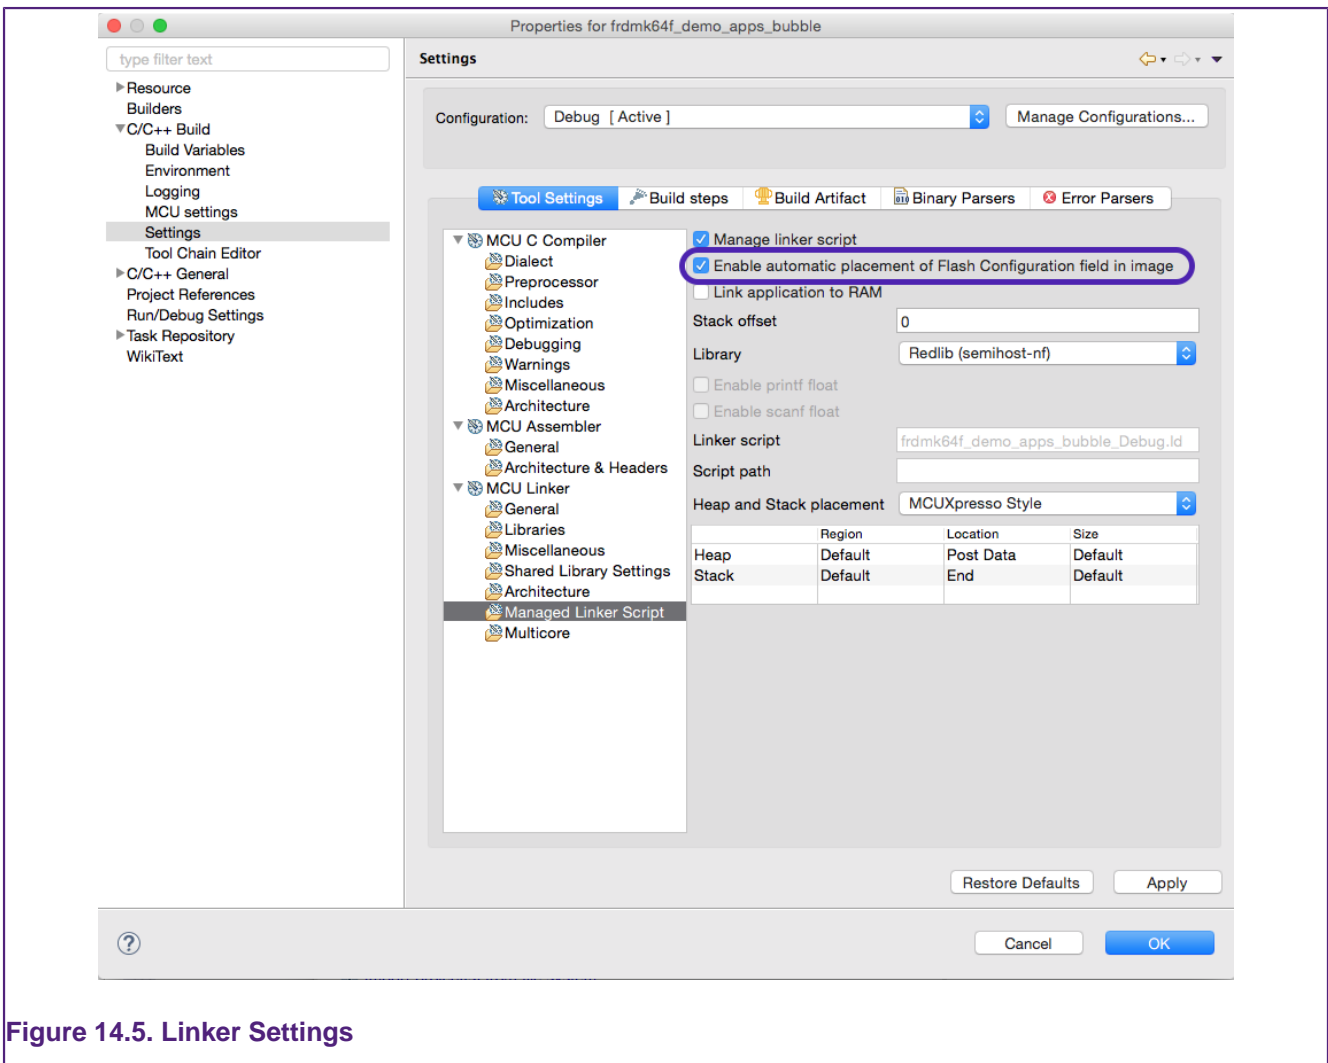 Properties for frdmk64f_demo_apps_bubble
type filter text
Settings
Resource
Builders
C/C++ Build
Build Variables
Environment
Logging
MCU settings
Settings
Tool Chain Editor
C/C++ General
Project References
Run/Debug Settings
Task Repository
WikiText
Configuration: Debug [ Active ] Manage Configurations...
Tool Settings Build steps Build Artifact Binary Parsers Error Parsers
MCU C Compiler
Dialect
Preprocessor
Includes
Optimization
Debugging
Warnings
Miscellaneous
Architecture
MCU Assembler
General
Architecture & Headers
MCU Linker
General
Libraries
Miscellaneous
Shared Library Settings
Architecture
Managed Linker Script
Multicore
Manage linker script
Enable automatic placement of Flash Configuration field in image
Link application to RAM
Stack offset 0
Library Redlib (semihost-nf)
Enable printf float
Enable scanf float
Linker script frdmk64f_demo_apps_bubble_Debug.ld
Script path
Heap and Stack placement MCUXpresso Style
Region Location Size
Heap Default Post Data Default
Stack Default End Default
Restore Defaults Apply
? Cancel OK
Figure 14.5. Linker Settings